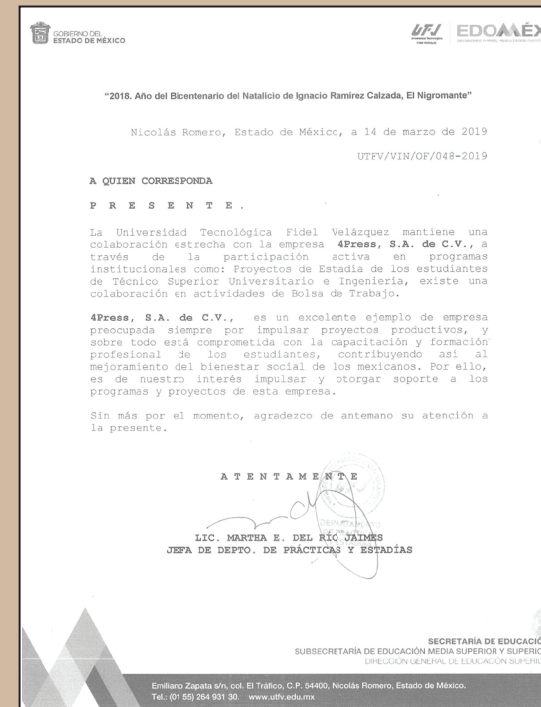 GOBIERNO DEL
ESTADO DE MÉXICO
UFV
EDOMÉX
"2018. Año del Bicentenario del Natalicio de Ignacio Ramírez Calzada, El Nigromante"
Nicolás Romero, Estado de México, a 14 de marzo de 2019
UTFV/VIN/OF/048-2019
A QUIEN CORRESPONDA
P R E S E N T E .
La Universidad Tecnológica Fidel Velázquez mantiene una
colaboración estrecha con la empresa 4Press, S.A. de C.V., a
través de la participación activa en programas
institucionales como: Proyectos de Estadía de los estudiantes
de Técnico Superior Universitario e Ingeniería, existe una
colaboración en actividades de Bolsa de Trabajo.
4Press, S.A. de C.V., es un excelente ejemplo de empresa
preocupada siempre por impulsar proyectos productivos, y
sobre todo está comprometida con la capacitación y formación
profesional de los estudiantes, contribuyendo así al
mejoramiento del bienestar social de los mexicanos. Por ello,
es de nuestro interés impulsar y otorgar soporte a los
programas y proyectos de esta empresa.
Sin más por el momento, agradezco de antemano su atención a
la presente.
A T E N T A M E N T E
LIC. MARTHA E. DEL RÍO JAIMES
JEFA DE DEPTO. DE PRÁCTICAS Y ESTADÍAS
SECRETARÍA DE EDUCACIÓ
SUBSECRETARÍA DE EDUCACIÓN MEDIA SUPERIOR Y SUPERIO
DIRECCIÓN GENERAL DE EDUCACIÓN SUPERIO
Emiliano Zapata s/n, col. El Tráfico, C.P. 54400, Nicolás Romero, Estado de México.
Tel.: (01 55) 264 931 30. www.utfv.edu.mx